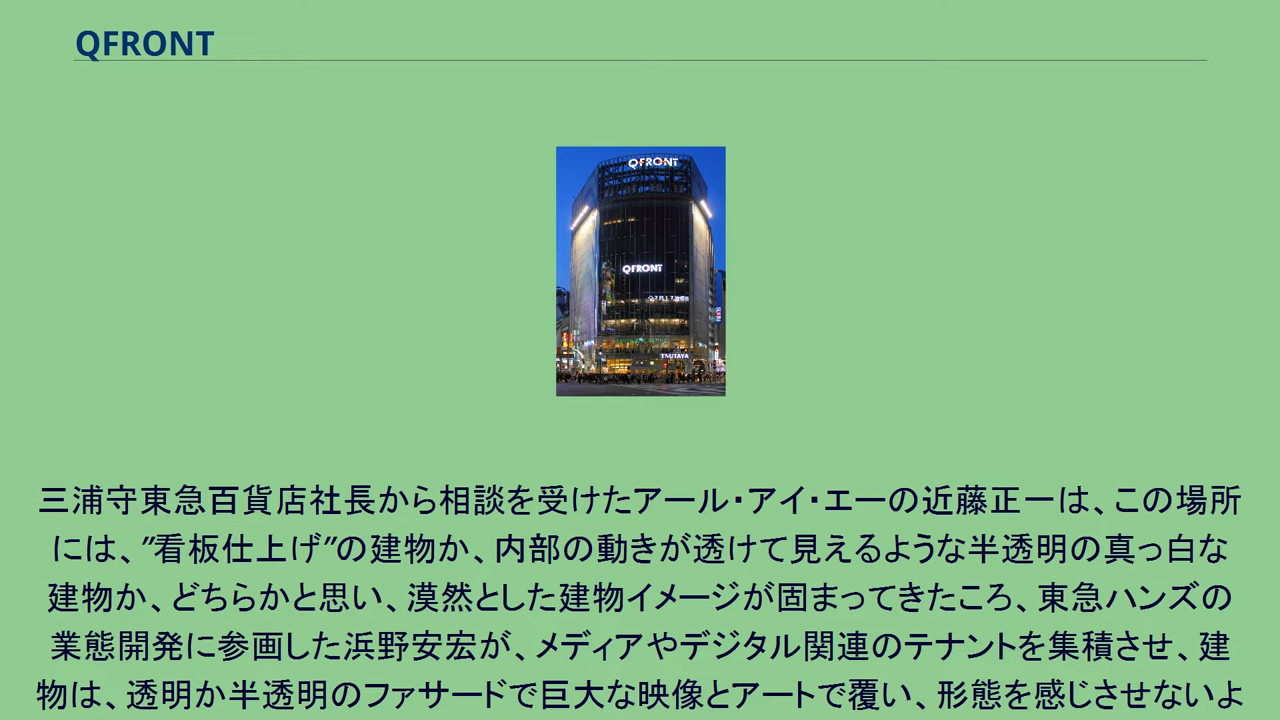 QFRONT
QFRONT
QFRONT
TSUTAYA
三浦守東急百貨店社長から相談を受けたアール・アイ・エーの近藤正一は、この場所
には、″看板仕上げ″の建物か、内部の動きが透けて見えるような半透明の真っ白な
建物か、どちらかと思い、漠然とした建物イメージが固まってきたころ、東急ハンズの
業態開発に参画した浜野安宏が、メディアやデジタル関連のテナントを集積させ、建
物は、透明か半透明のファサードで巨大な映像とアートで覆い、形態を感じさせないよ